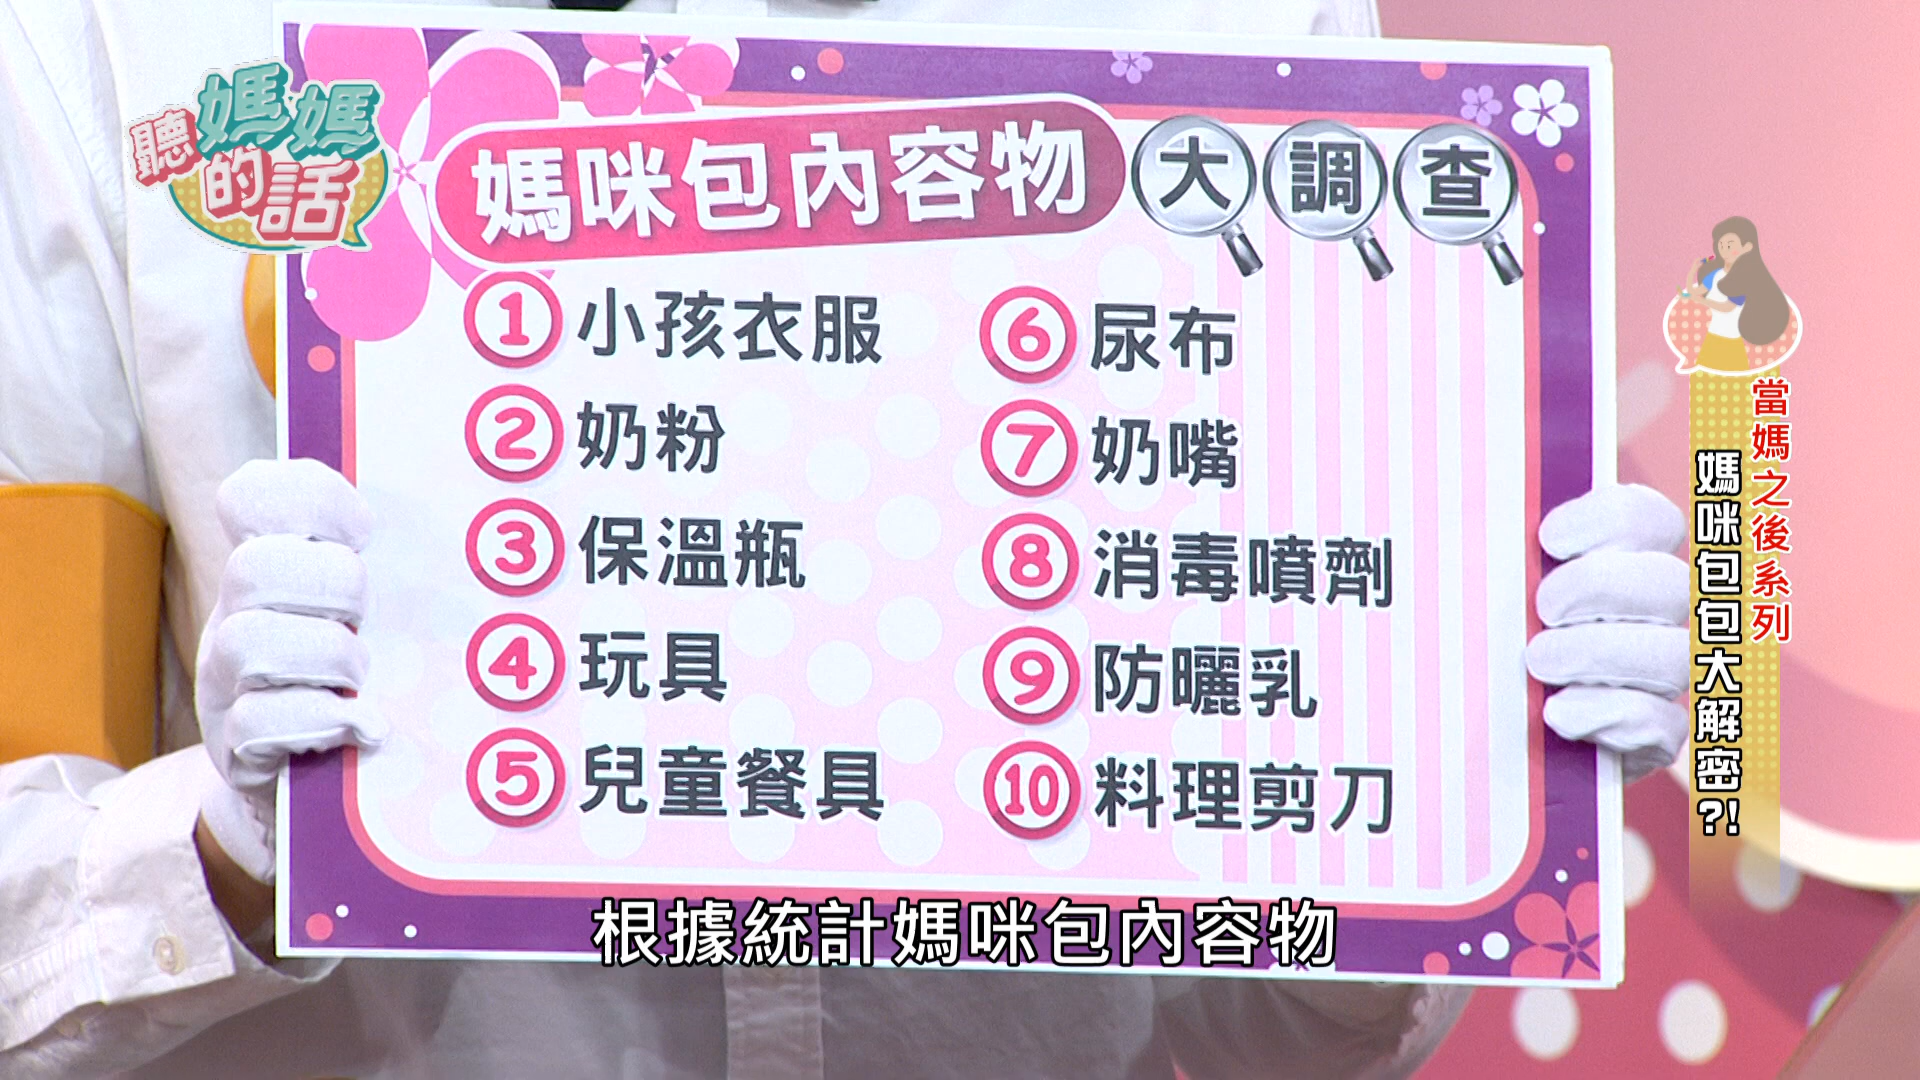 聽媽媽
的話
媽咪包內容物大調查
1 小孩衣服
2 奶粉
3 保溫瓶
4 玩具
5 兒童餐具
6 尿布
7 奶嘴
8 消毒噴劑
9 防曬乳
10 料理剪刀
當媽之後系列
媽咪包包大解密?!
根據統計媽咪包內容物